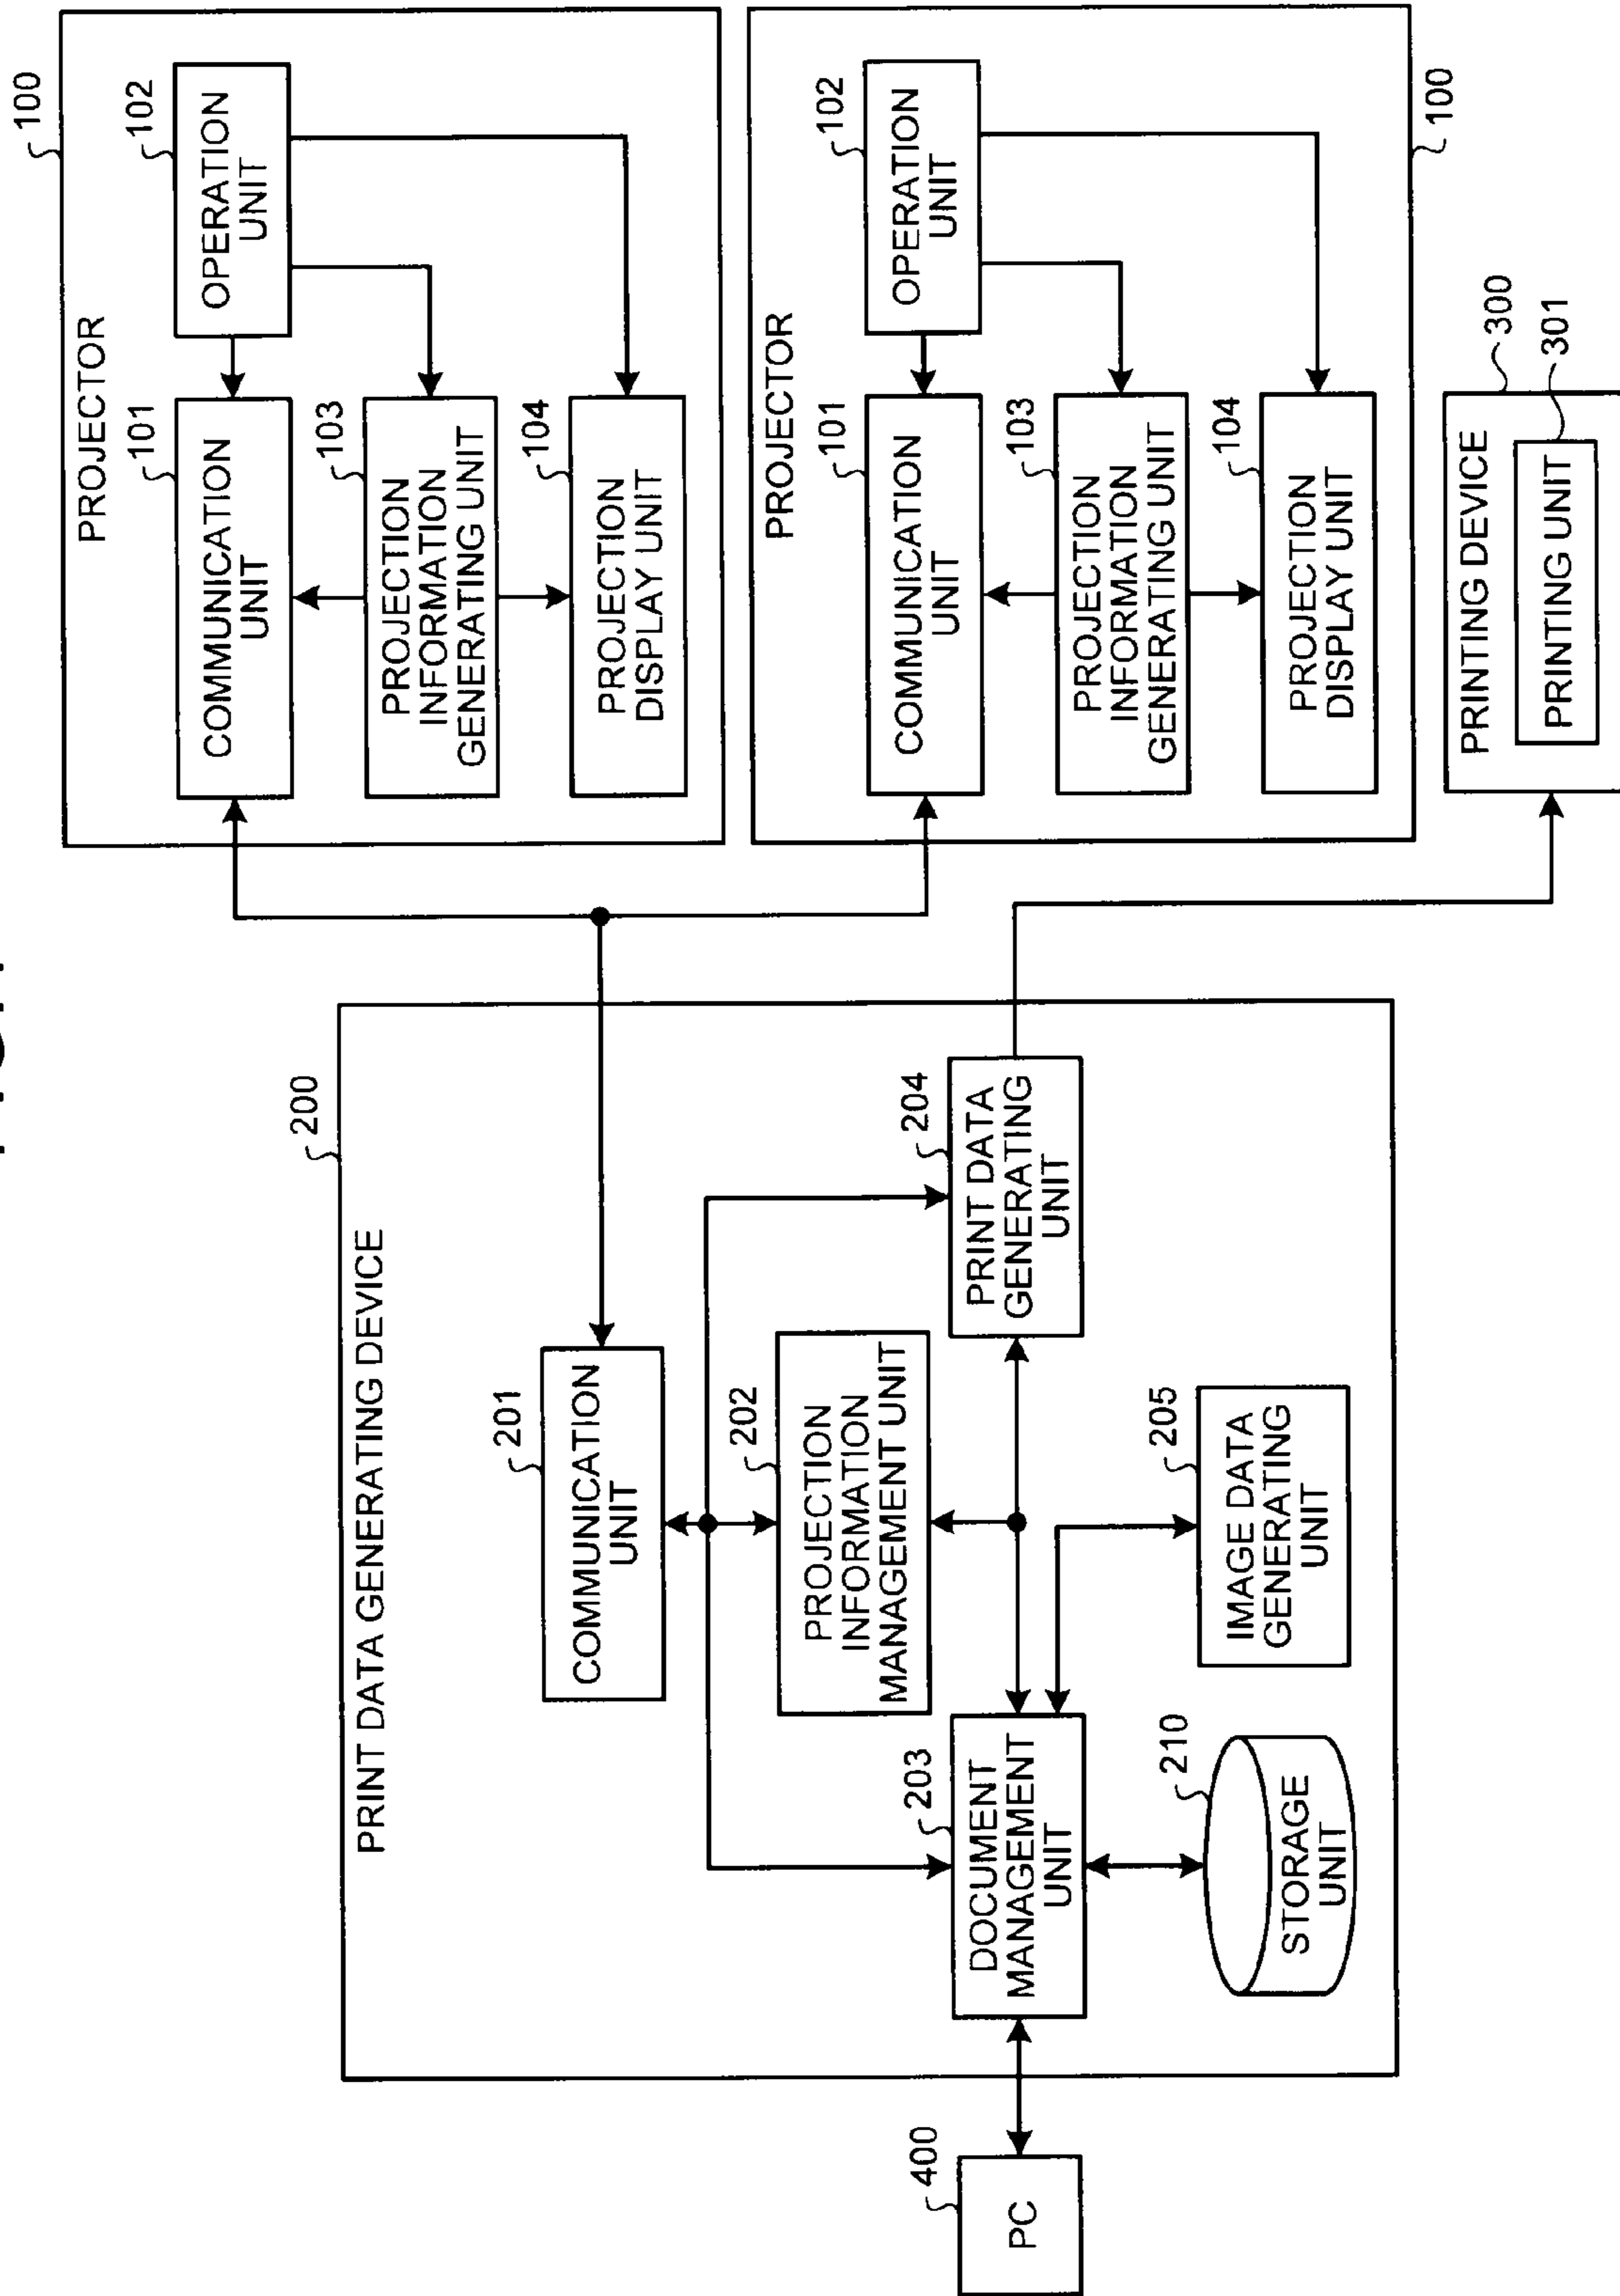 200
PRINT DATA GENERATING DEVICE
201
COMMUNICATION
UNIT
202
PROJECTION
INFORMATION
MANAGEMENT UNIT
203
DOCUMENT
MANAGEMENT
UNIT
204
PRINT DATA
GENERATING
UNIT
205
IMAGE DATA
GENERATING
UNIT
210
STORAGE
UNIT
400
PC
100
PROJECTOR
101
COMMUNICATION
UNIT
102
OPERATION
UNIT
103
PROJECTION
INFORMATION
GENERATING UNIT
104
PROJECTION
DISPLAY UNIT
PROJECTOR
101
COMMUNICATION
UNIT
102
OPERATION
UNIT
103
PROJECTION
INFORMATION
GENERATING UNIT
104
PROJECTION
DISPLAY UNIT
100
300
PRINTING DEVICE
301
PRINTING UNIT